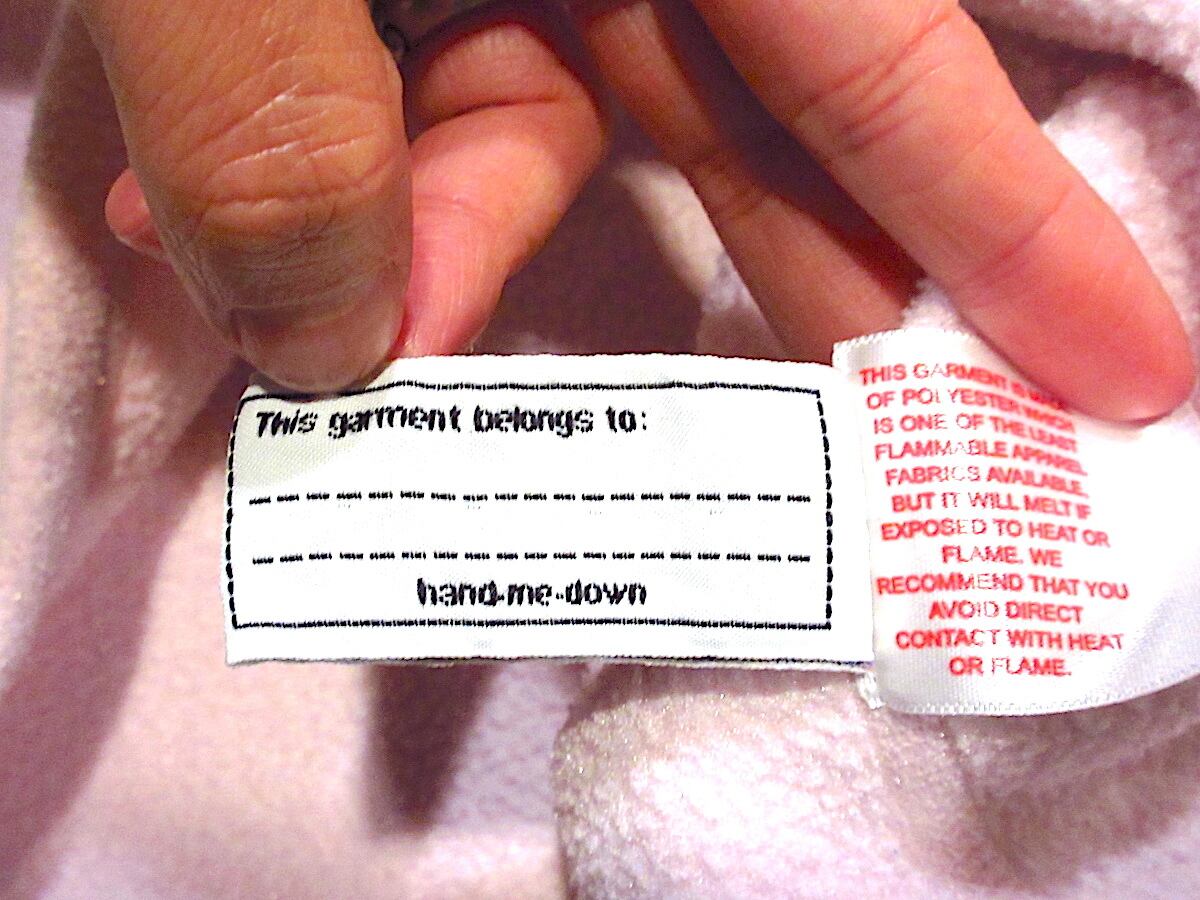 This garment belongs to:
hand-me-down
THIS GARMENT IS MADE
OF POLYESTER WHICH
IS ONE OF THE LEAST
FLAMMABLE APPAREL
FABRICS AVAILABLE.
BUT IT WILL MELT IF
EXPOSED TO HEAT OR
FLAME. WE
RECOMMEND THAT YOU
AVOID DIRECT
CONTACT WITH HEAT
OR FLAME.